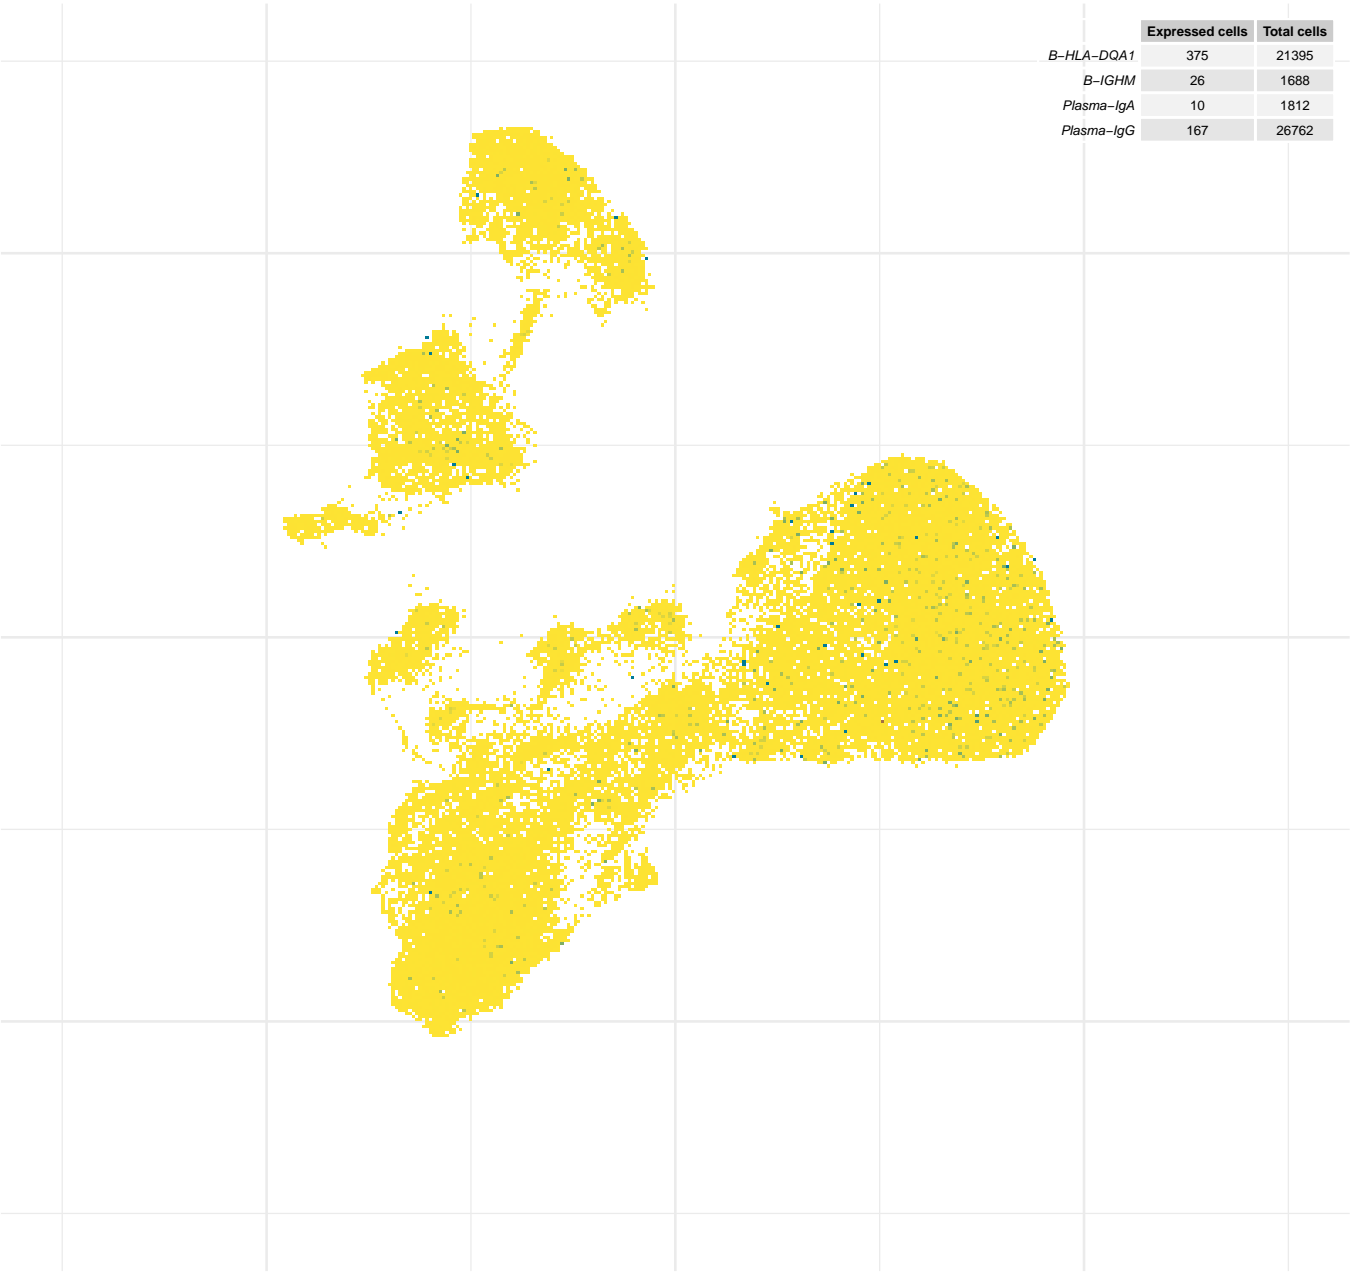 Expressed cells Total cells
B−HLA−DQA1 375 21395
B−IGHM 26 1688
Plasma−IgA 10 1812
Plasma−IgG 167 26762